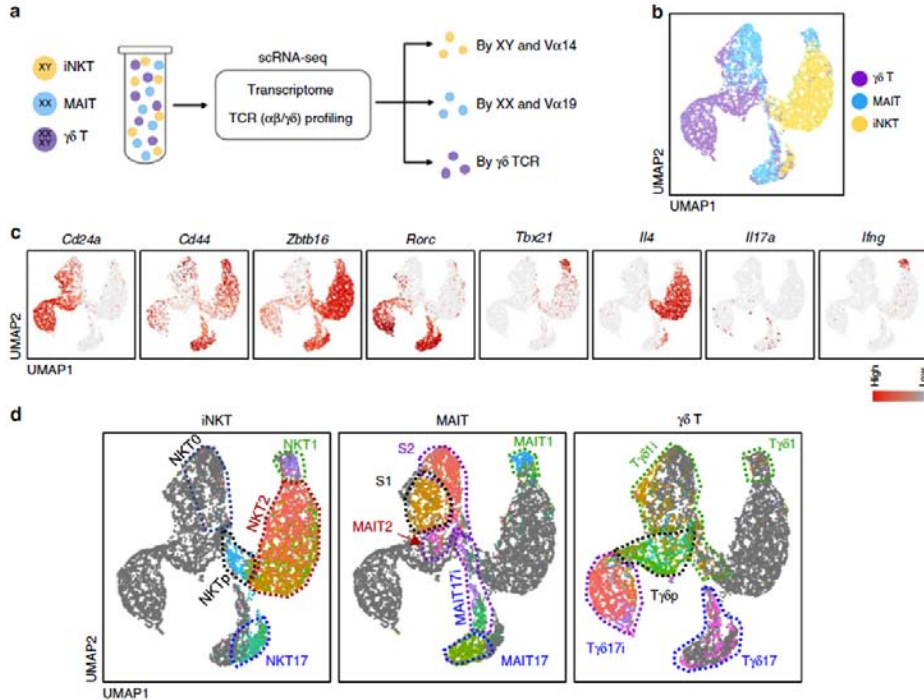 a
XY iNKT
XX MAIT
XX XY γδ T
scRNA-seq
Transcriptome
TCR (αβ/γδ) profiling
By XY and Vα14
By XX and Vα19
By γδ TCR
b
UMAP2
UMAP1
γδ T
MAIT
iNKT
c
Cd24a Cd44 Zbtb16 Rorc Tbx21 Il4 Il17a Ifng
UMAP2
UMAP1
High
Low
d
iNKT MAIT γδ T
UMAP2
UMAP1
NKT0
NKT1
NKT2
NKTp
NKT17
S2
S1
MAIT1
MAIT2
MAIT17i
MAIT17
Tγδ1i
Tγδ1
Tγδp
Tγδ17i
Tγδ17